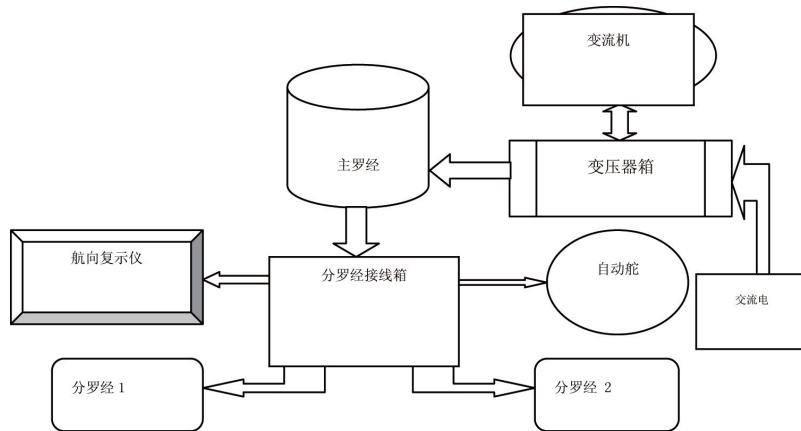 变流机
主罗经
变压器箱
航向复示仪
分罗经接线箱
自动舵
交流电
分罗经 1
分罗经 2